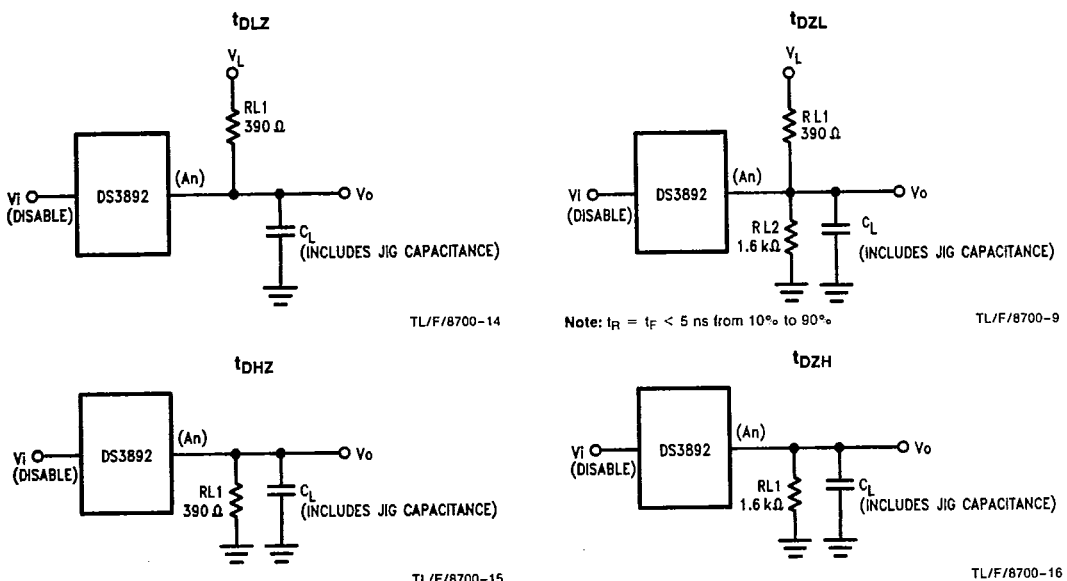 tDLZ
VL
RL1
390 Ω
DS3892
(An)
Vi
(DISABLE)
Vo
CL
(INCLUDES JIG CAPACITANCE)
TL/F/8700-14
tDZL
VL
RL1
390 Ω
DS3892
(An)
Vi
(DISABLE)
Vo
RL2
1.6 kΩ
CL
(INCLUDES JIG CAPACITANCE)
Note: tR = tF < 5 ns from 10% to 90%
TL/F/8700-9
tDHZ
DS3892
(An)
Vi
(DISABLE)
Vo
RL1
390 Ω
CL
(INCLUDES JIG CAPACITANCE)
TL/F/8700-15
tDZH
DS3892
(An)
Vi
(DISABLE)
Vo
RL1
1.6 kΩ
CL
(INCLUDES JIG CAPACITANCE)
TL/F/8700-16